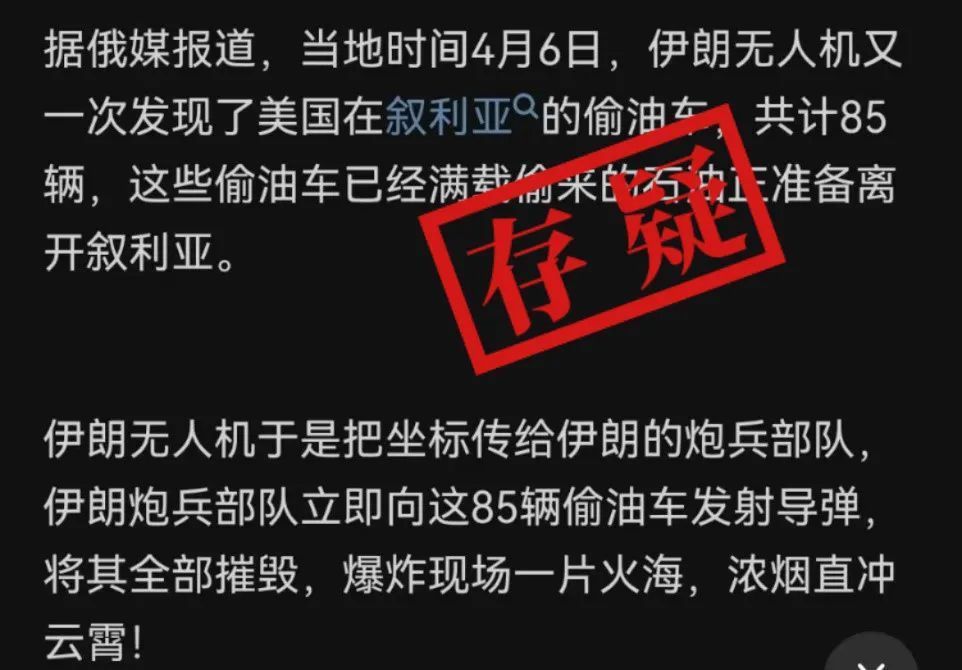 据俄媒报道，当地时间4月6日，伊朗无人机又
一次发现了美国在叙利亚的偷油车，共计85
辆，这些偷油车已经满载偷来的石油正准备离
开叙利亚。
存疑
伊朗无人机于是把坐标传给伊朗的炮兵部队，
伊朗炮兵部队立即向这85辆偷油车发射导弹，
将其全部摧毁，爆炸现场一片火海，浓烟直冲
云霄！